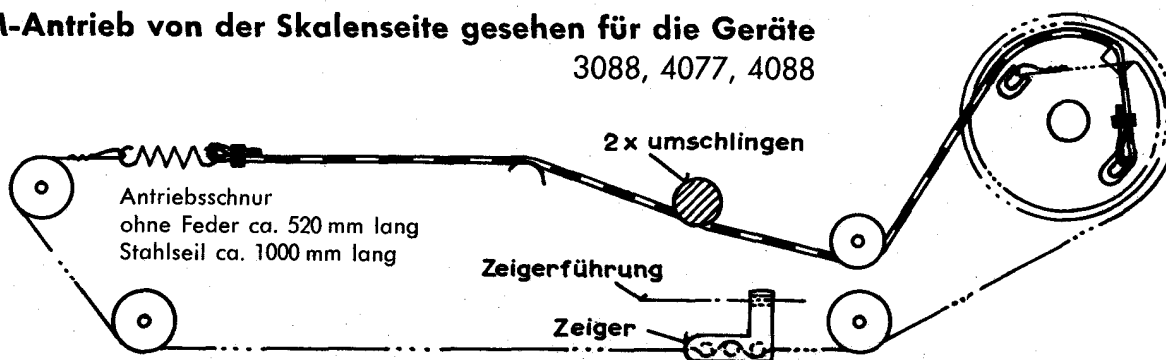 -Antrieb von der Skalenseite gesehen für die Geräte
3088, 4077, 4088
2x umschlingen
Antriebsschnur
ohne Feder ca. 520 mm lang
Stahlseil ca. 1000 mm lang
Zeigerführung
Zeiger